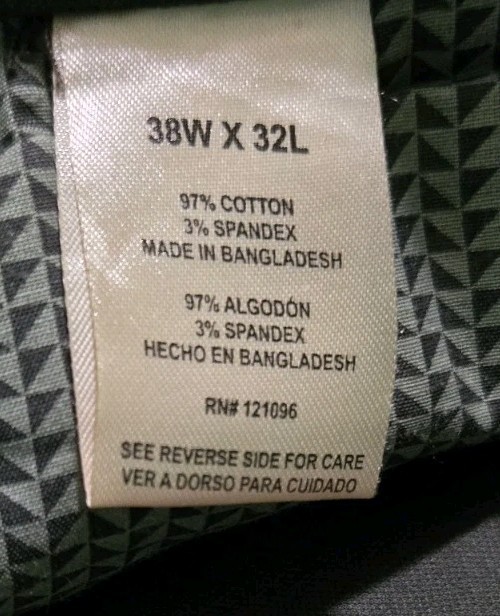 38W X 32L
97% COTTON
3% SPANDEX
MADE IN BANGLADESH
97% ALGODÓN
3% SPANDEX
HECHO EN BANGLADESH
RN# 121096
SEE REVERSE SIDE FOR CARE
VER A DORSO PARA CUIDADO